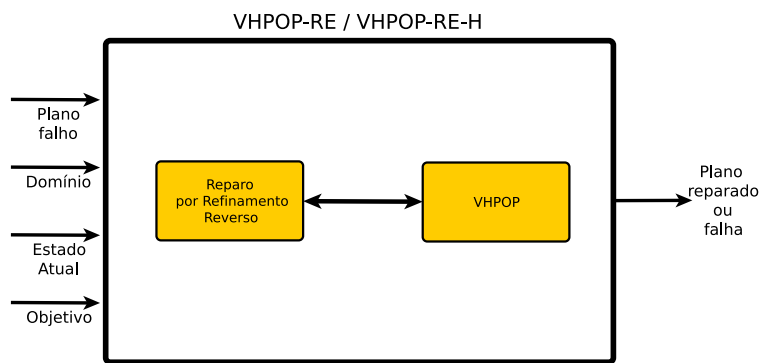 VHPOP-RE / VHPOP-RE-H
Plano
falho
Domínio
Estado
Atual
Objetivo
Reparo
por Refinamento
Reverso
VHPOP
Plano
reparado
ou
falha